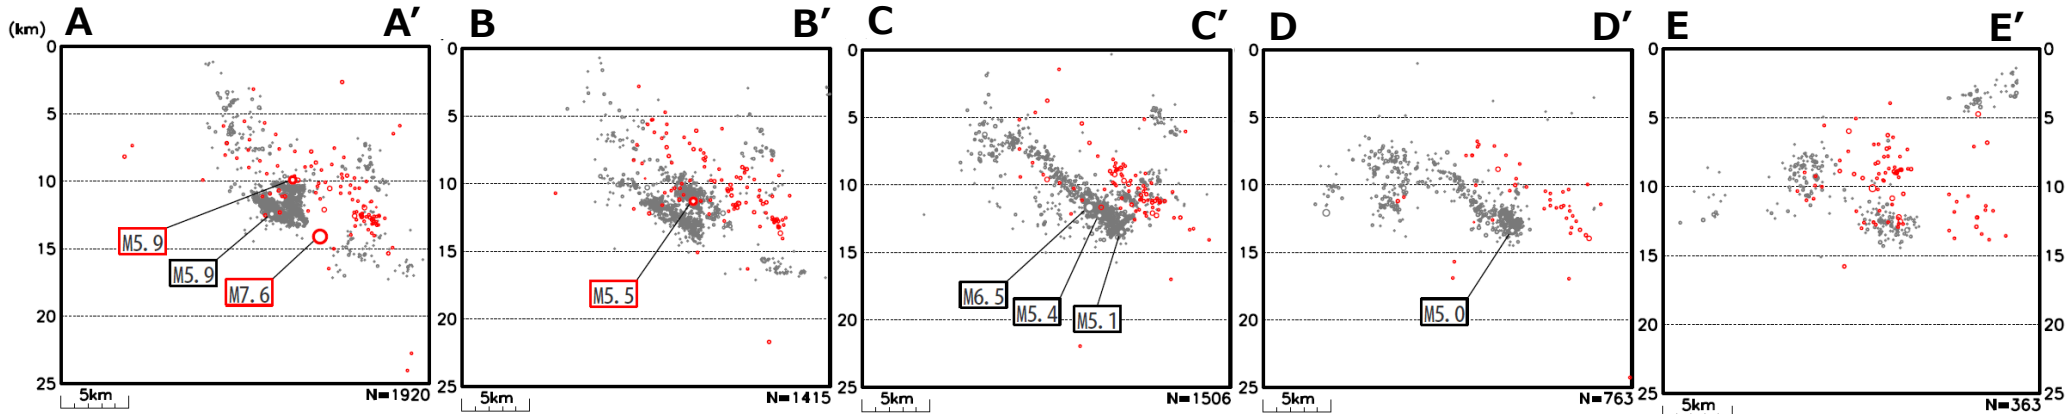 (km) A A′ B B′ C C′ D D′ E E′
0 0 0 0 0 0
5 5 5 5 5 5
10 10 10 10 10 10
15 15 15 15 15 15
20 20 20 20 20 20
25 25 25 25 25 25
M5.9
M5.9
M7.6
M5.5
M6.5
M5.4
M5.1
M5.0
5km N=1920
5km N=1415
5km N=1506
5km N=763
5km N=363